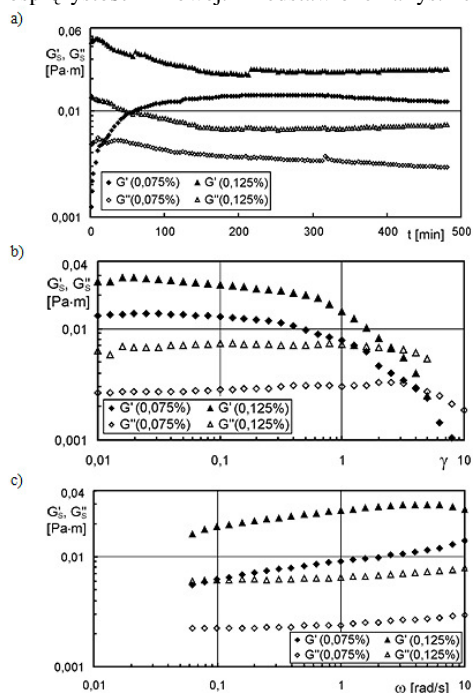 a)
0,06
G'S, G''S
[Pa·m]
0,01
0,001
G' (0,075%) G' (0,125%)
G" (0,075%) G" (0,125%)
0 100 200 300 400 500
t [min]
b)
0,04
G'S, G''S
[Pa·m]
0,01
0,001
G' (0,075%) G' (0,125%)
G"(0,075%) G" (0,125%)
0,01 0,1 1 10
γ
c)
0,04
G'S, G''S
[Pa·m]
0,01
0,001
G' (0,075%) G' (0,125%)
G"(0,075%) G" (0,125%)
0,01 0,1 1 10
ω [rad/s]